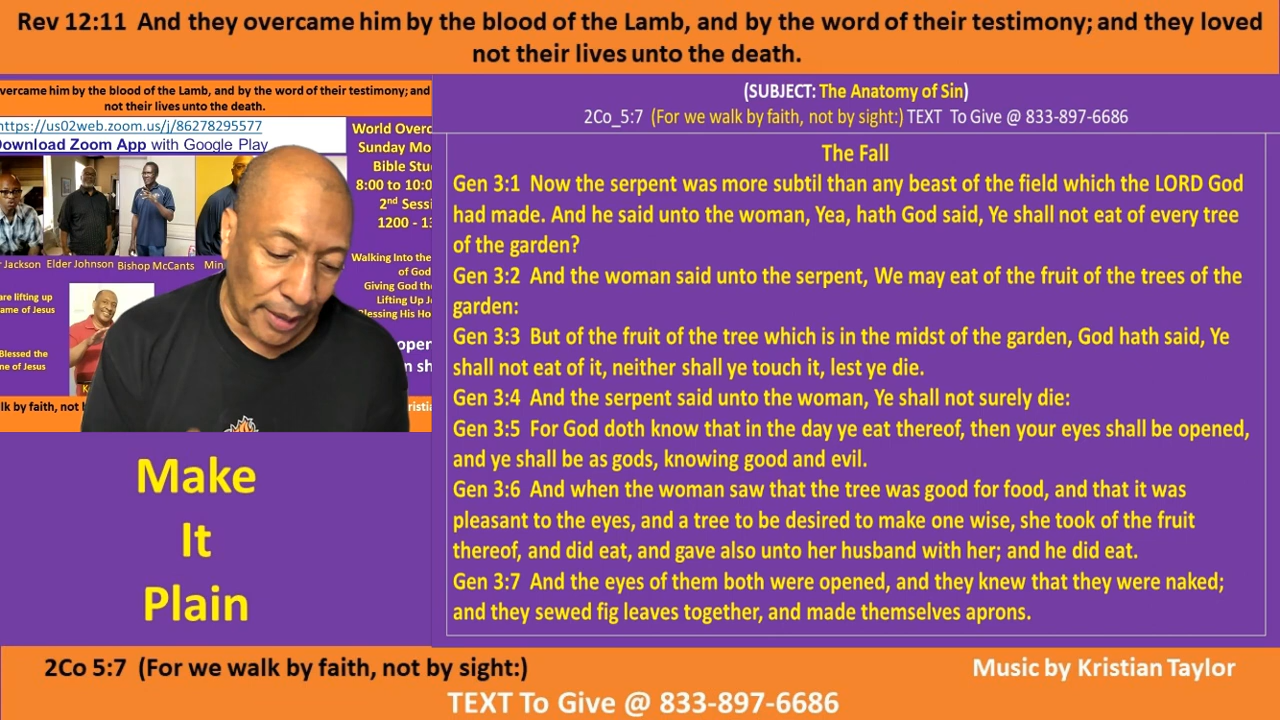 Rev 12:11 And they overcame him by the blood of the Lamb, and by the word of their testimony; and they loved
not their lives unto the death.
overcame him by the blood of the Lamb, and by the word of their testimony; and
not their lives unto the death.
https://us02web.zoom.us/j/86278295577
Download Zoom App with Google Play
World
Sunday
Bible
8:00 to
2nd
1200 -
Jackson Elder Johnson Bishop McCants
Walking Into the
of God
Giving God
Lifting Up
His
are lifting up
of Jesus
Blessed the
of Jesus
open
by faith, not
(SUBJECT: The Anatomy of Sin)
2Co_5:7 (For we walk by faith, not by sight:) TEXT To Give @ 833-897-6686
The Fall
Gen 3:1 Now the serpent was more subtil than any beast of the field which the LORD God
had made. And he said unto the woman, Yea, hath God said, Ye shall not eat of every tree
of the garden?
Gen 3:2 And the woman said unto the serpent, We may eat of the fruit of the trees of the
garden:
Gen 3:3 But of the fruit of the tree which is in the midst of the garden, God hath said, Ye
shall not eat of it, neither shall ye touch it, lest ye die.
Gen 3:4 And the serpent said unto the woman, Ye shall not surely die:
Gen 3:5 For God doth know that in the day ye eat thereof, then your eyes shall be opened,
and ye shall be as gods, knowing good and evil.
Gen 3:6 And when the woman saw that the tree was good for food, and that it was
pleasant to the eyes, and a tree to be desired to make one wise, she took of the fruit
thereof, and did eat, and gave also unto her husband with her; and he did eat.
Gen 3:7 And the eyes of them both were opened, and they knew that they were naked;
and they sewed fig leaves together, and made themselves aprons.
Make
It
Plain
2Co 5:7 (For we walk by faith, not by sight:)
Music by Kristian Taylor
TEXT To Give @ 833-897-6686